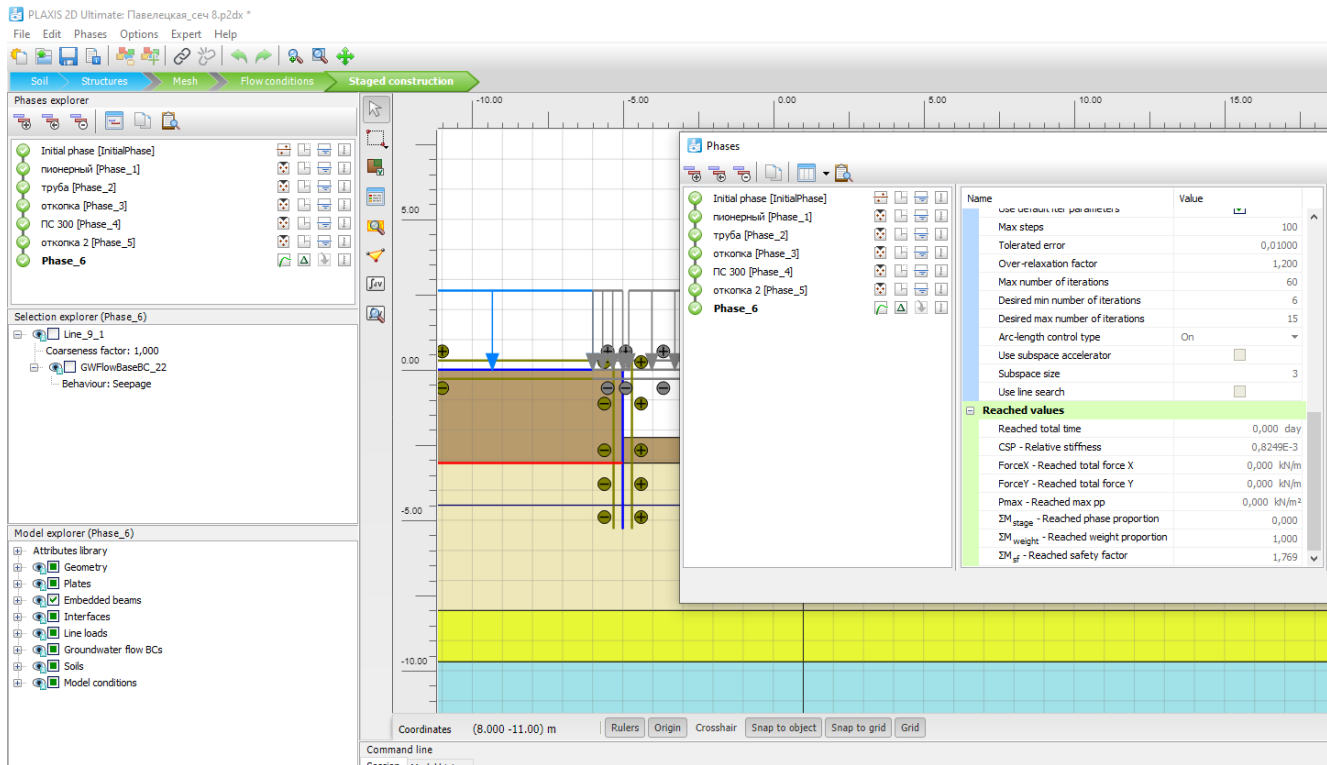 PLAXIS 2D Ultimate: Павелецкая_сеч 8.p2dx *
File Edit Phases Options Expert Help
Soil Structures Mesh Flow conditions Staged construction
Phases explorer
Initial phase [InitialPhase]
пионерный [Phase_1]
труба [Phase_2]
откопка [Phase_3]
ПС 300 [Phase_4]
откопка 2 [Phase_5]
Phase_6
Selection explorer (Phase_6)
Line_9_1
Coarseness factor: 1,000
GWFlowBaseBC_22
Behaviour: Seepage
Model explorer (Phase_6)
Attributes library
Geometry
Plates
Embedded beams
Interfaces
Line loads
Groundwater flow BCs
Soils
Model conditions
-10.00 -5.00 0.00 5.00 10.00 15.00
5.00
0.00
-5.00
-10.00
Phases
Initial phase [InitialPhase]
пионерный [Phase_1]
труба [Phase_2]
откопка [Phase_3]
ПС 300 [Phase_4]
откопка 2 [Phase_5]
Phase_6
Name Value
Use default iter parameters
Max steps 100
Tolerated error 0,01000
Over-relaxation factor 1,200
Max number of iterations 60
Desired min number of iterations 6
Desired max number of iterations 15
Arc-length control type On
Use subspace accelerator
Subspace size 3
Use line search
Reached values
Reached total time 0,000 day
CSP - Relative stiffness 0,8249E-3
ForceX - Reached total force X 0,000 kN/m
ForceY - Reached total force Y 0,000 kN/m
Pmax - Reached max pp 0,000 kN/m²
ΣM stage - Reached phase proportion 0,000
ΣM weight - Reached weight proportion 1,000
ΣM sf - Reached safety factor 1,769
Coordinates (8.000 -11.00) m Rulers Origin Crosshair Snap to object Snap to grid Grid
Command line